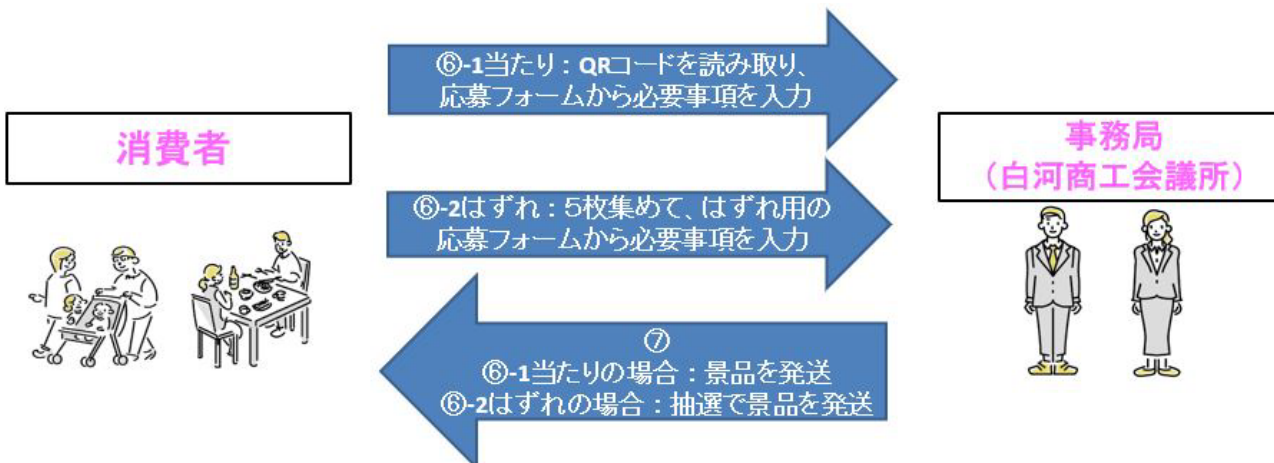 ⑥-1当たり：QRコードを読み取り、
応募フォームから必要事項を入力
消費者
事務局
（白河商工会議所）
⑥-2はずれ：5枚集めて、はずれ用の
応募フォームから必要事項を入力
⑦
⑥-1当たりの場合：景品を発送
⑥-2はずれの場合：抽選で景品を発送